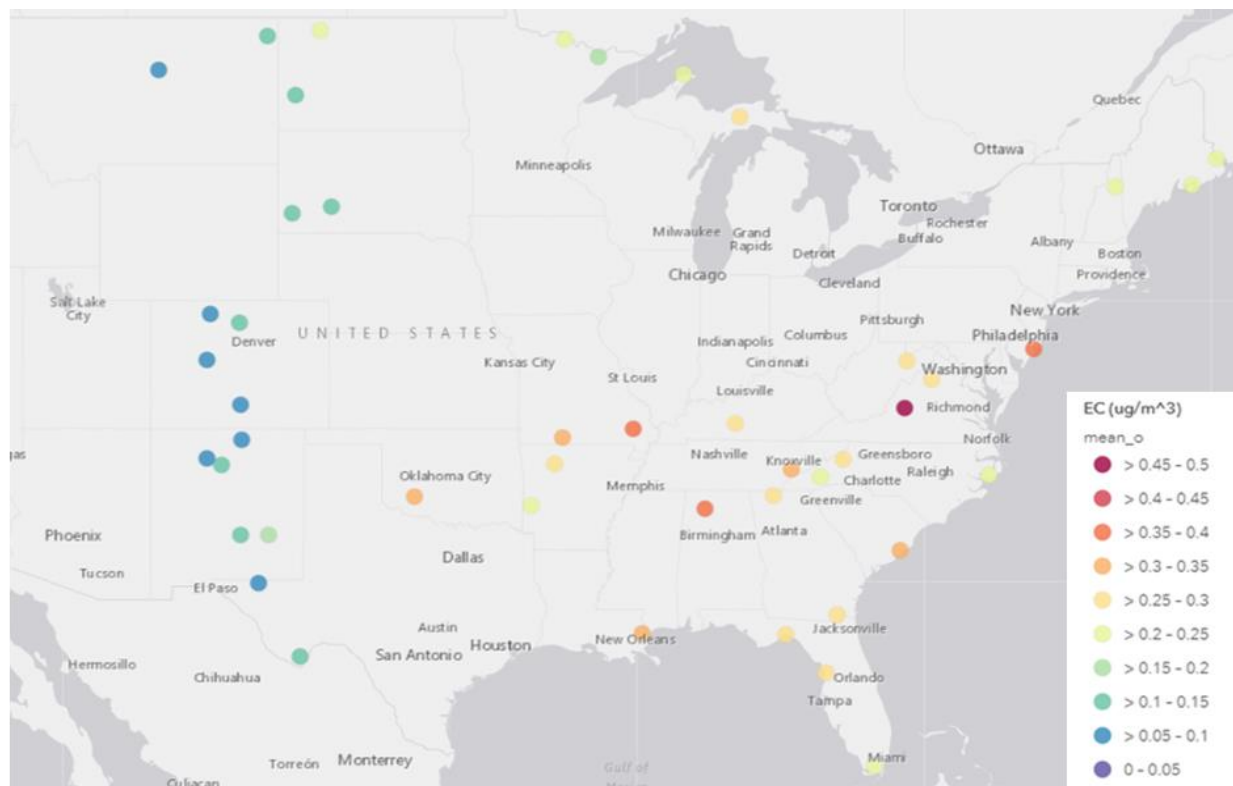 Quebec
Ottawa
Minneapolis
Toronto
Rochester
Milwaukee
Grand
Rapids
Buffalo
Albany
Detroit
Boston
Chicago
Cleveland
Providence
Salt Lake
City
New York
Pittsburgh
UNITED STATES
Denver
Columbus
Philadelphia
Indianapolis
Kansas City
Cincinnati
Washington
St Louis
Louisville
Richmond
Norfolk
gas
Nashville
Knoxville
Greensboro
Oklahoma City
Raleigh
Memphis
Charlotte
Greenville
Phoenix
Birmingham
Atlanta
Dallas
Tucson
El Paso
Austin
Jacksonville
New Orleans
Houston
San Antonio
Hermosillo
Chihuahua
Orlando
Tampa
Monterrey
Torreón
Miami
Gulf of
Culiacan
EC (ug/m^3)
mean_o
> 0.45 - 0.5
> 0.4 - 0.45
> 0.35 - 0.4
> 0.3 - 0.35
> 0.25 - 0.3
> 0.2 - 0.25
> 0.15 - 0.2
> 0.1 - 0.15
> 0.05 - 0.1
0 - 0.05